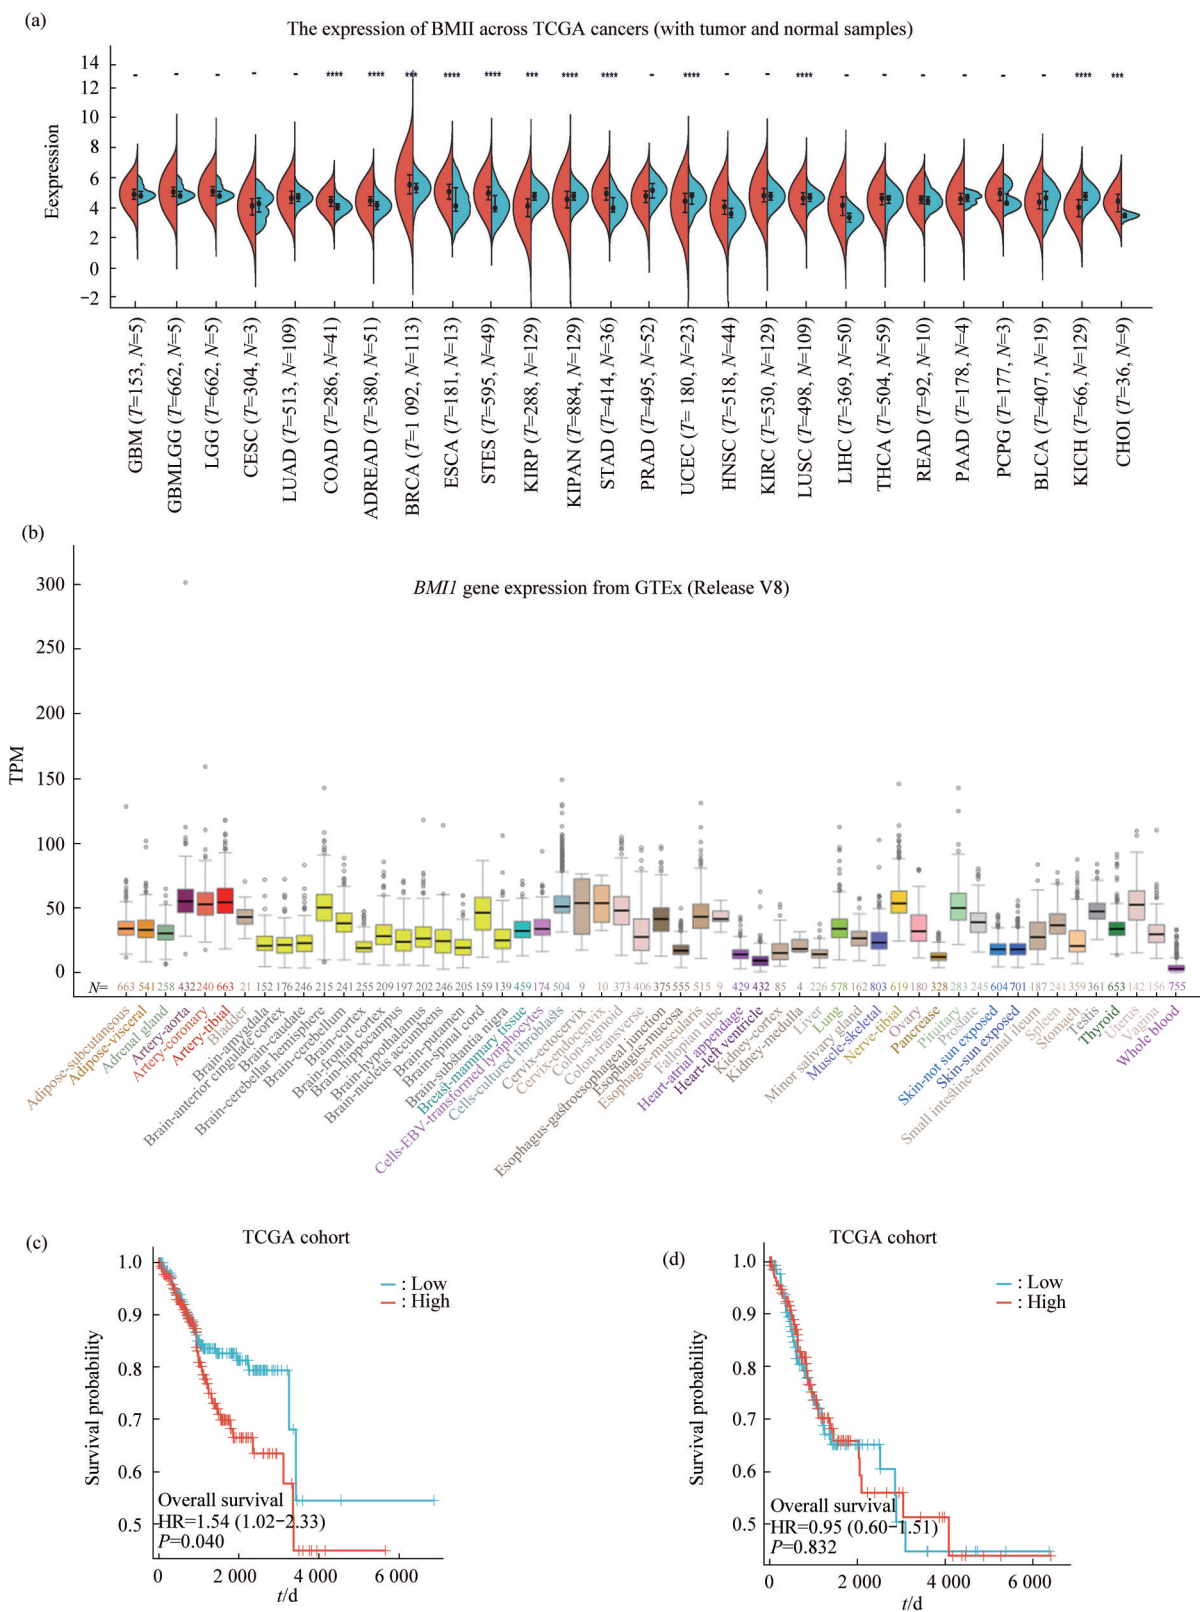 (a)
The expression of BMII across TCGA cancers (with tumor and normal samples)
Eexpression
14
12
10
8
6
4
2
0
−2
- - - - - **** **** *** **** **** *** **** **** - **** - - **** - - - - - - **** ***
GBM (T=153, N=5)
GBMLGG (T=662, N=5)
LGG (T=662, N=5)
CESC (T=304, N=3)
LUAD (T=513, N=109)
COAD (T=286, N=41)
ADREAD (T=380, N=51)
BRCA (T=1 092, N=113)
ESCA (T=181, N=13)
STES (T=595, N=49)
KIRP (T=288, N=129)
KIPAN (T=884, N=129)
STAD (T=414, N=36)
PRAD (T=495, N=52)
UCEC (T= 180, N=23)
HNSC (T=518, N=44)
KIRC (T=530, N=129)
LUSC (T=498, N=109)
LIHC (T=369, N=50)
THCA (T=504, N=59)
READ (T=92, N=10)
PAAD (T=178, N=4)
PCPG (T=177, N=3)
BLCA (T=407, N=19)
KICH (T=66, N=129)
CHOI (T=36, N=9)
(b)
BMI1 gene expression from GTEx (Release V8)
TPM
300
250
200
150
100
50
0
N= 663 541 258 432 240 663 21 152 176 246 215 241 255 209 197 202 246 205 159 139 459 174 504 9 10 373 406 375 555 515 9 429 432 85 4 226 578 162 803 619 180 328 283 245 604 701 187 241 359 361 653 142 156 755
Adipose-subcutaneous
Adipose-visceral
Adrenal gland
Artery-aorta
Artery-coronary
Artery-tibial
Bladder
Brain-amygdala
Brain-anterior cingulate cortex
Brain-caudate
Brain-cerebellar hemisphere
Brain-cerebellum
Brain-cortex
Brain-frontal cortex
Brain-hippocampus
Brain-hypothalamus
Brain-nucleus accumbens
Brain-putamen
Brain-spinal cord
Brain-substantia nigra
Breast-mammary tissue
Cells-EBV-transformed lymphocytes
Cells-cultured fibroblasts
Cervix-ectocervix
Cervix-endocervix
Colon-sigmoid
Colon-transverse
Esophagus-gastroesophageal junction
Esophagus-mucosa
Esophagus-muscularis
Fallopian tube
Heart-atrial appendage
Heart-left ventricle
Kidney-cortex
Kidney-medulla
Liver
Lung
Minor salivary gland
Muscle-skeletal
Nerve-tibial
Ovary
Pancrease
Pituitary
Prostate
Skin-not sun exposed
Skin-sun exposed
Small intestine-terminal ileum
Spleen
Stomach
Testis
Thyroid
Uterus
Vagina
Whole blood
(c)
TCGA cohort
: Low
: High
Survival probability
1.0
0.9
0.8
0.7
0.6
0.5
Overall survival
HR=1.54 (1.02−2.33)
P=0.040
0 2 000 4 000 6 000
t/d
(d)
TCGA cohort
: Low
: High
Survival probability
1.0
0.9
0.8
0.7
0.6
0.5
Overall survival
HR=0.95 (0.60−1.51)
P=0.832
0 2 000 4 000 6 000
t/d